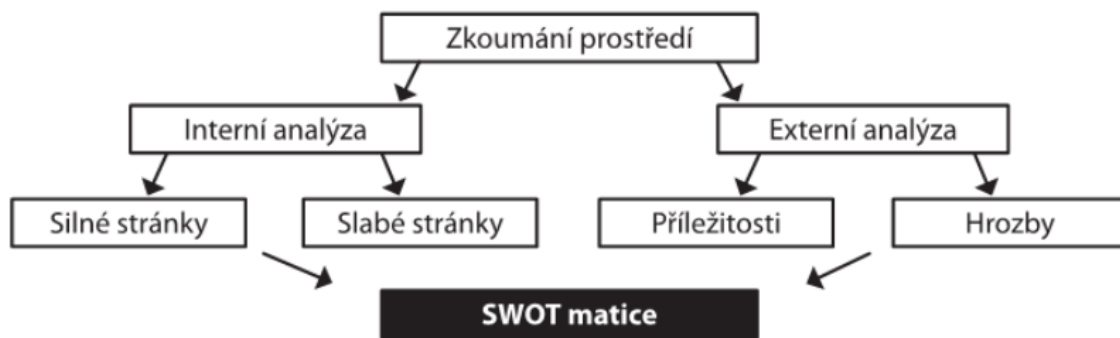 Zkoumání prostředí
Interní analýza
Externí analýza
Silné stránky
Slabé stránky
Příležitosti
Hrozby
SWOT matice